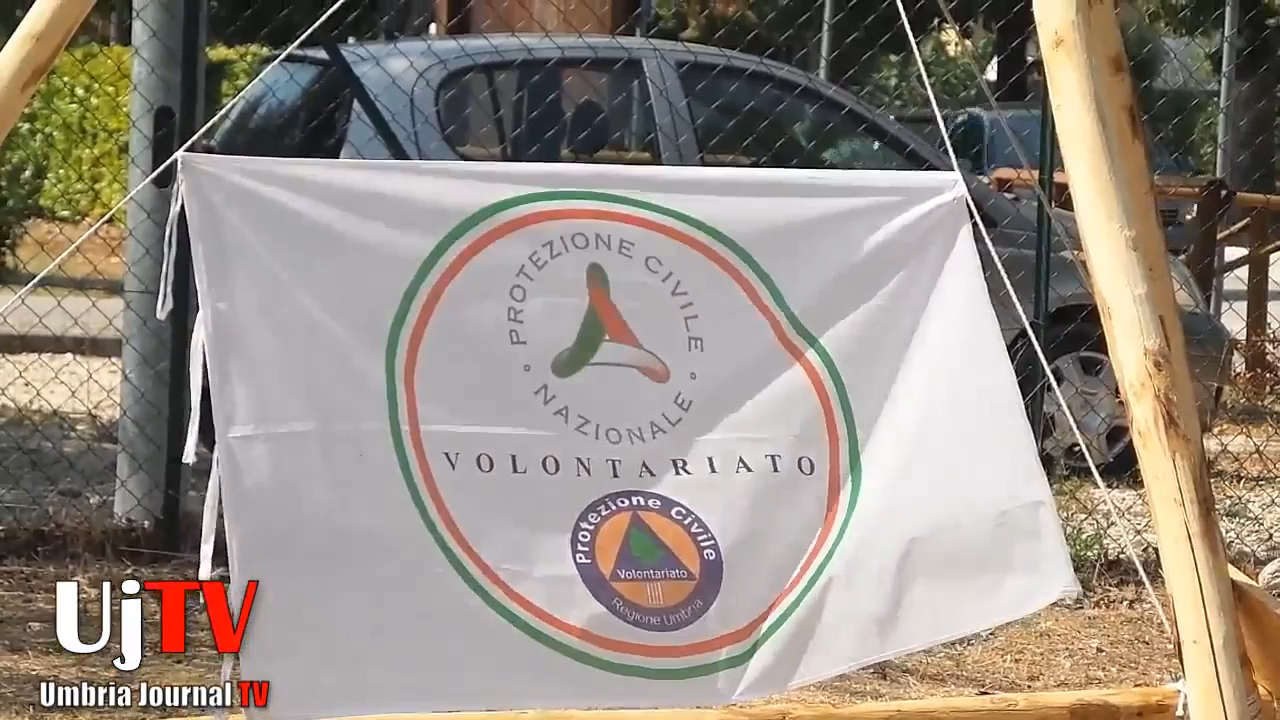 PROTEZIONE CIVILE
NAZIONALE
VOLONTARIATO
Protezione Civile
Volontariato
Regione Umbria
UjTV
Umbria Journal TV